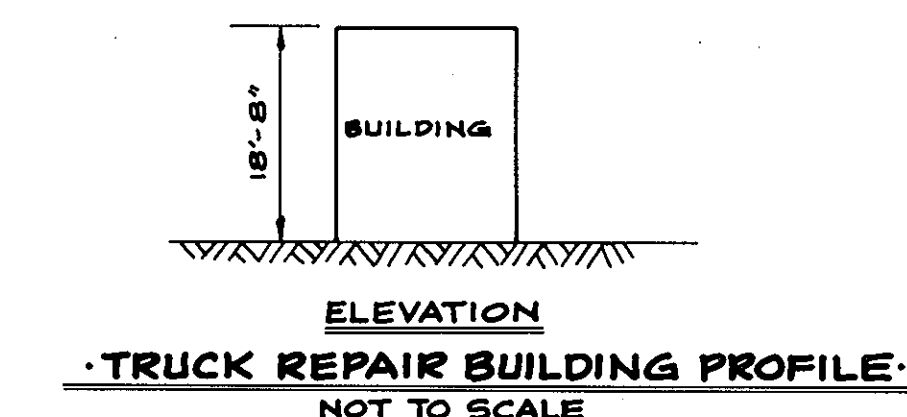 18'-8"
BUILDING
ELEVATION
·TRUCK REPAIR BUILDING PROFILE·
NOT TO SCALE